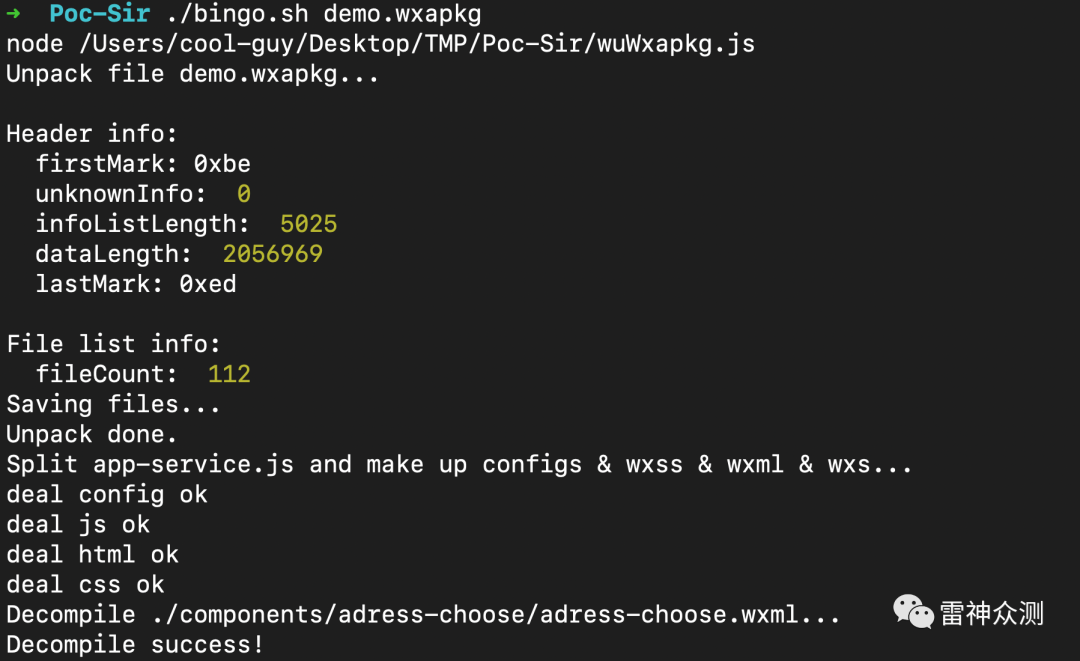 → Poc-Sir ./bingo.sh demo.wxapkg
node /Users/cool-guy/Desktop/TMP/Poc-Sir/wuWxapkg.js
Unpack file demo.wxapkg...
Header info:
firstMark: 0xbe
unknownInfo: 0
infoListLength: 5025
dataLength: 2056969
lastMark: 0xed
File list info:
fileCount: 112
Saving files...
Unpack done.
Split app-service.js and make up configs & wxss & wxml & wxs...
deal config ok
deal js ok
deal html ok
deal css ok
Decompile ./components/adress-choose/adress-choose.wxml...
雷神众测
Decompile success!